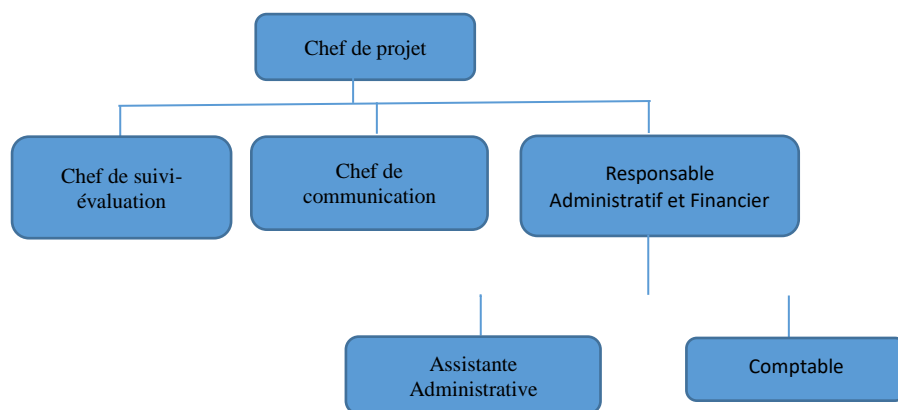 Chef de projet
Chef de suivi-
évaluation
Chef de
communication
Responsable
Administratif et Financier
Assistante
Administrative
Comptable